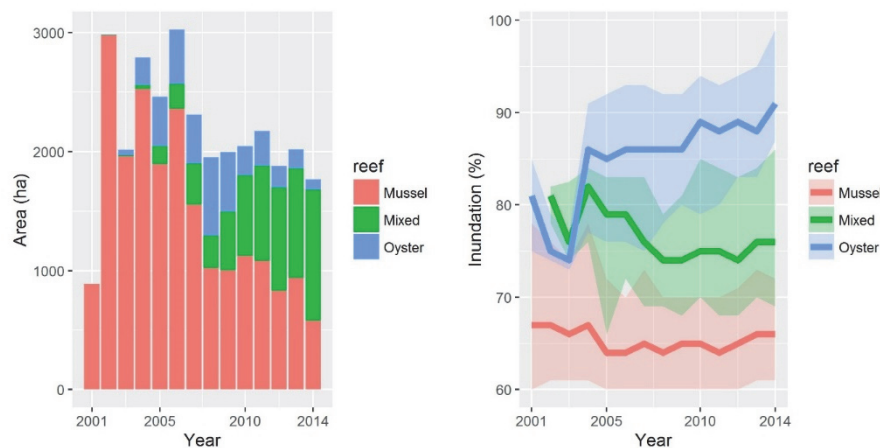 3000
2000
1000
0
Area (ha)
2001
2005
2010
2014
Year
reef
Mussel
Mixed
Oyster
100
90
80
70
60
Inundation (%)
2001
2005
2010
2014
Year
reef
Mussel
Mixed
Oyster